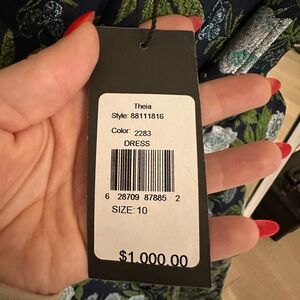 Theia
Style: 88111816
Color: 2283
DRESS
6 28709 87885 2
SIZE: 10
$1,000.00